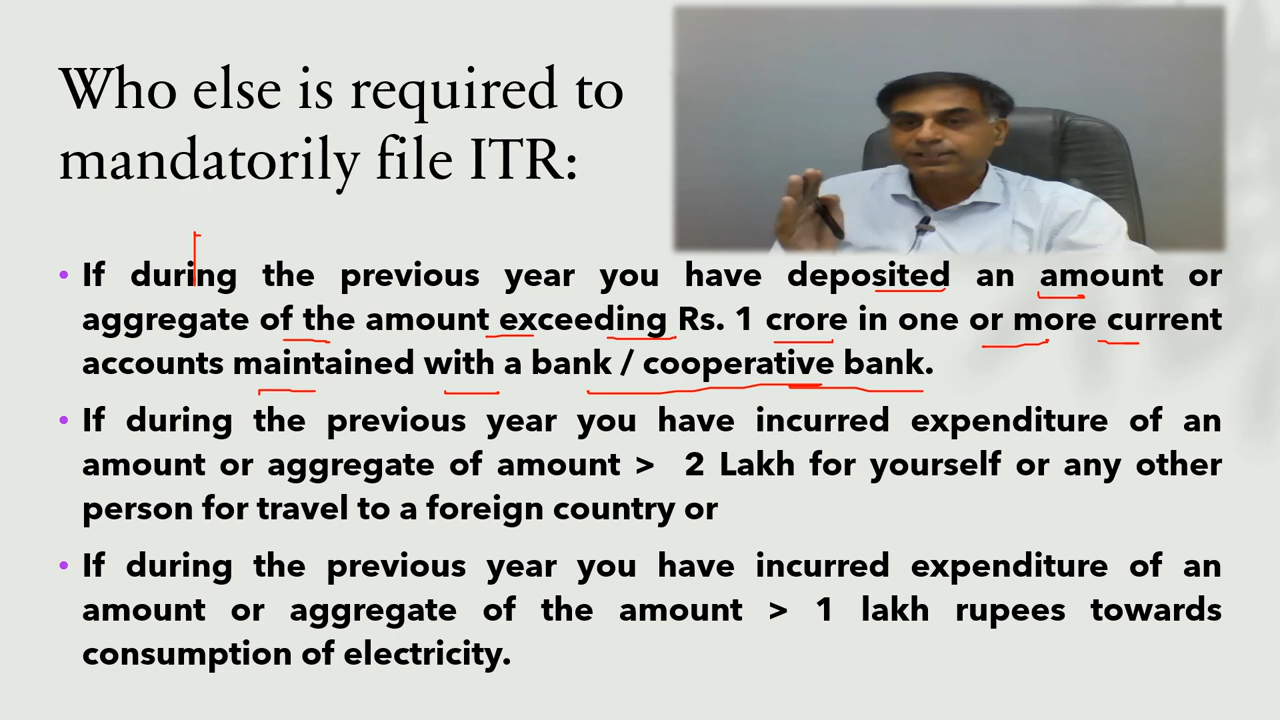 Who else is required to
mandatorily file ITR:
• If during the previous year you have deposited an amount or
aggregate of the amount exceeding Rs. 1 crore in one or more current
accounts maintained with a bank / cooperative bank.
• If during the previous year you have incurred expenditure of an
amount or aggregate of amount > 2 Lakh for yourself or any other
person for travel to a foreign country or
• If during the previous year you have incurred expenditure of an
amount or aggregate of the amount > 1 lakh rupees towards
consumption of electricity.